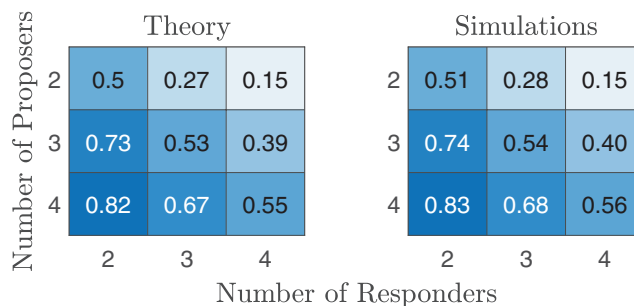 Theory
Simulations
Number of Proposers
2 0.5 0.27 0.15
3 0.73 0.53 0.39
4 0.82 0.67 0.55
2 3 4
2 0.51 0.28 0.15
3 0.74 0.54 0.40
4 0.83 0.68 0.56
2 3 4
Number of Responders